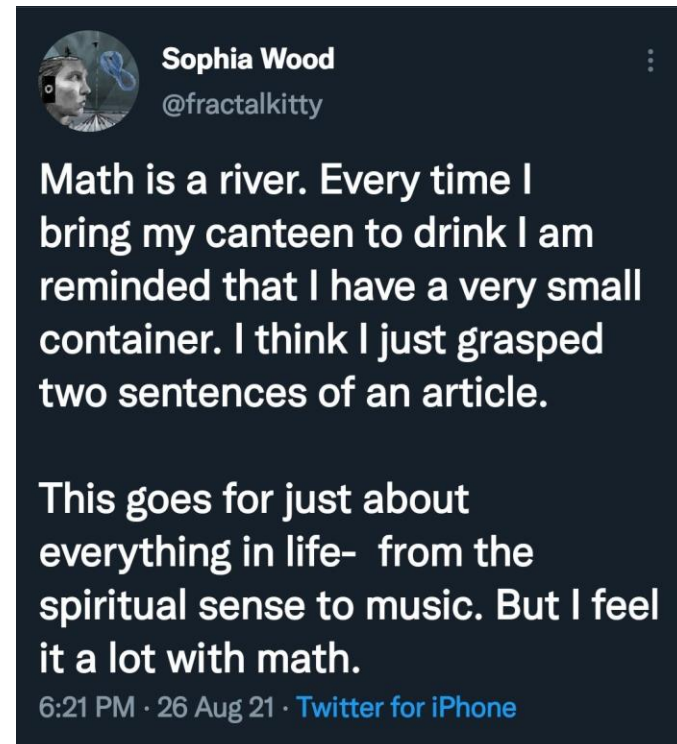 Sophia Wood
@fractalkitty
Math is a river. Every time I
bring my canteen to drink I am
reminded that I have a very small
container. I think I just grasped
two sentences of an article.
This goes for just about
everything in life-  from the
spiritual sense to music. But I feel
it a lot with math.
6:21 PM · 26 Aug 21 · Twitter for iPhone